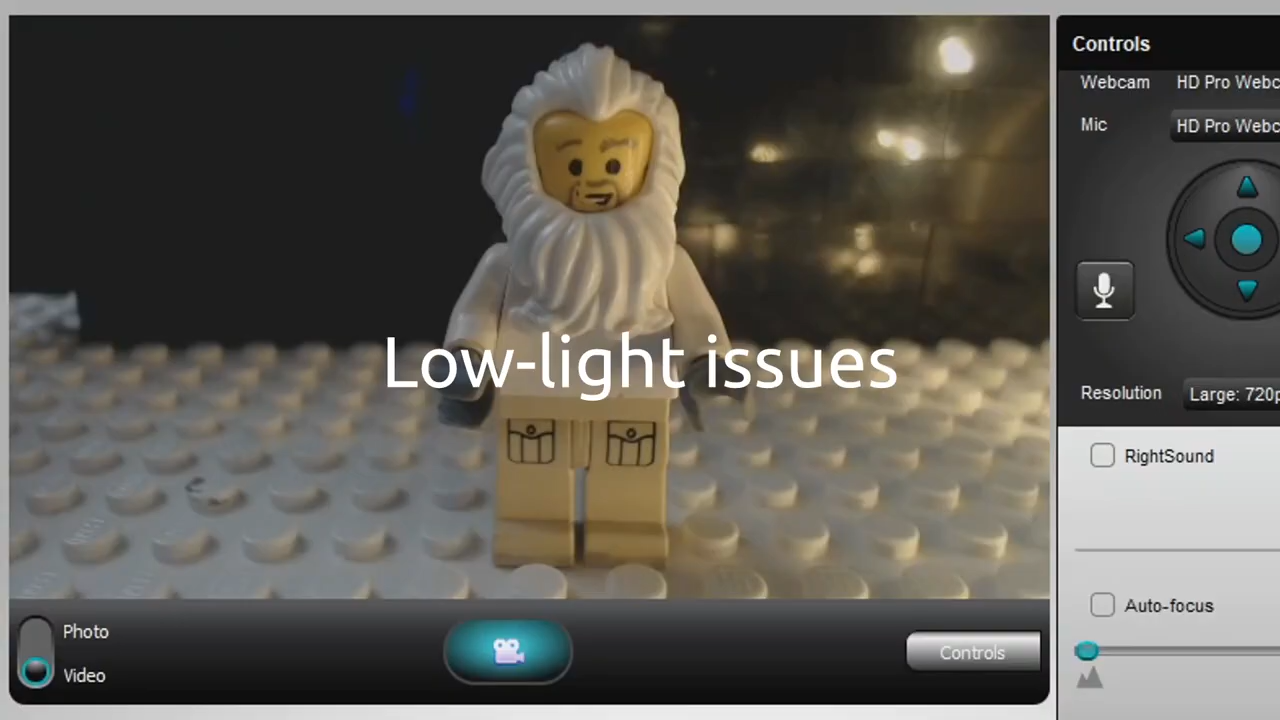 Controls
Webcam HD Pro Webc
Mic HD Pro Webc
Low-light issues
Resolution Large: 720p
RightSound
Auto-focus
Photo
Video
Controls